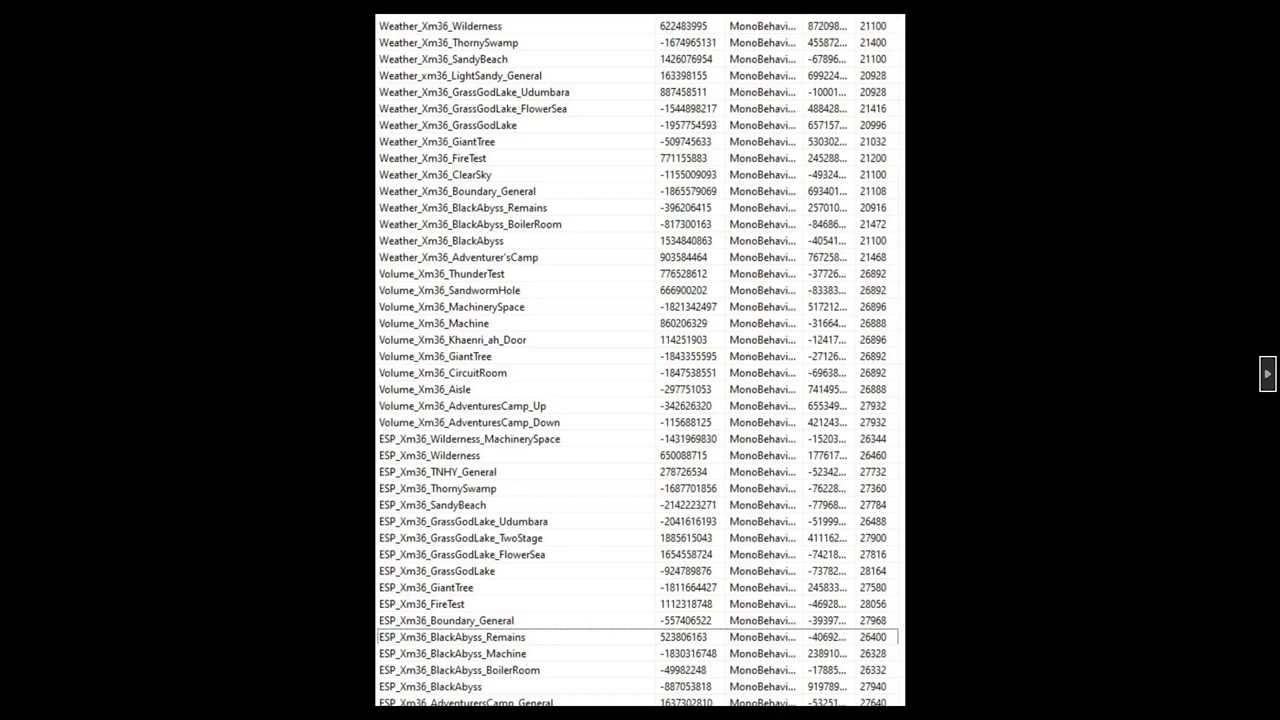 Weather_Xm36_Wilderness 622483995 MonoBehavi... 872098... 21100
Weather_Xm36_ThornySwamp -1674965131 MonoBehavi... 455872... 21400
Weather_Xm36_SandyBeach 1426076954 MonoBehavi... -67896... 21100
Weather_xm36_LightSandy_General 163398155 MonoBehavi... 699224... 20928
Weather_Xm36_GrassGodLake_Udumbara 887458511 MonoBehavi... -10001... 20928
Weather_Xm36_GrassGodLake_FlowerSea -1544898217 MonoBehavi... 488428... 21416
Weather_Xm36_GrassGodLake -1957754593 MonoBehavi... 657157... 20996
Weather_Xm36_GiantTree -509745633 MonoBehavi... 530302... 21032
Weather_Xm36_FireTest 771155883 MonoBehavi... 245288... 21200
Weather_Xm36_ClearSky -1155009093 MonoBehavi... -49324... 21100
Weather_Xm36_Boundary_General -1865579069 MonoBehavi... 693401... 21108
Weather_Xm36_BlackAbyss_Remains -396206415 MonoBehavi... 257010... 20916
Weather_Xm36_BlackAbyss_BoilerRoom -817300163 MonoBehavi... -84686... 21472
Weather_Xm36_BlackAbyss 1534840863 MonoBehavi... -40541... 21100
Weather_Xm36_Adventurer'sCamp 903584464 MonoBehavi... 767258... 21468
Volume_Xm36_ThunderTest 776528612 MonoBehavi... -37726... 26892
Volume_Xm36_SandwormHole 666900202 MonoBehavi... -83383... 26892
Volume_Xm36_MachinerySpace -1821342497 MonoBehavi... 517212... 26896
Volume_Xm36_Machine 860206329 MonoBehavi... -31664... 26888
Volume_Xm36_Khaenri_ah_Door 114251903 MonoBehavi... -12417... 26896
Volume_Xm36_GiantTree -1843355595 MonoBehavi... -27126... 26892
Volume_Xm36_CircuitRoom -1847538551 MonoBehavi... -69638... 26892
Volume_Xm36_Aisle -297751053 MonoBehavi... 741495... 26888
Volume_Xm36_AdventuresCamp_Up -342626320 MonoBehavi... 655349... 27932
Volume_Xm36_AdventuresCamp_Down -115688125 MonoBehavi... 421243... 27932
ESP_Xm36_Wilderness_MachinerySpace -1431969830 MonoBehavi... -15203... 26344
ESP_Xm36_Wilderness 650088715 MonoBehavi... 177617... 26460
ESP_Xm36_TNHY_General 278726534 MonoBehavi... -52342... 27732
ESP_Xm36_ThornySwamp -1687701856 MonoBehavi... -76228... 27360
ESP_Xm36_SandyBeach -2142223271 MonoBehavi... -77968... 27784
ESP_Xm36_GrassGodLake_Udumbara -2041616193 MonoBehavi... -51999... 26488
ESP_Xm36_GrassGodLake_TwoStage 1885615043 MonoBehavi... 411162... 27900
ESP_Xm36_GrassGodLake_FlowerSea 1654558724 MonoBehavi... -74218... 27816
ESP_Xm36_GrassGodLake -924789876 MonoBehavi... -73782... 28164
ESP_Xm36_GiantTree -1811664427 MonoBehavi... 245833... 27580
ESP_Xm36_FireTest 1112318748 MonoBehavi... -46928... 28056
ESP_Xm36_Boundary_General -557406522 MonoBehavi... -39397... 27968
ESP_Xm36_BlackAbyss_Remains 523806163 MonoBehavi... -40692... 26400
ESP_Xm36_BlackAbyss_Machine -1830316748 MonoBehavi... 238910... 26328
ESP_Xm36_BlackAbyss_BoilerRoom -49982248 MonoBehavi... -17885... 26332
ESP_Xm36_BlackAbyss -887053818 MonoBehavi... 919789... 27940
ESP_Xm36_AdventurersCamp_General 1637302810 MonoBehavi... -53251... 27640